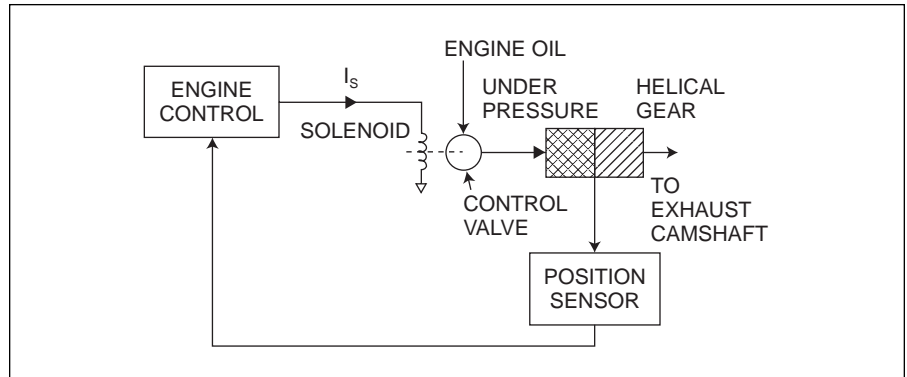 ENGINE
CONTROL
I_S
SOLENOID
ENGINE OIL
CONTROL
VALVE
UNDER
PRESSURE
HELICAL
GEAR
TO
EXHAUST
CAMSHAFT
POSITION
SENSOR